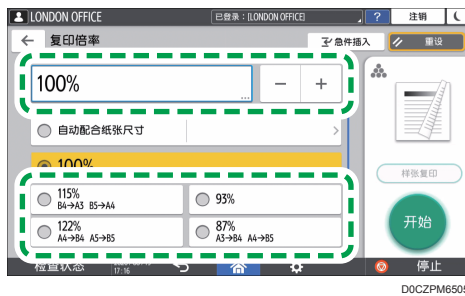 LONDON OFFICE
已登录：[LONDON OFFICE]
?
注销
复印倍率
急件插入
重设
100%
− +
自动配合纸张尺寸
100%
115%
B4→A3 B5→A4
93%
122%
A4→B4 A5→B5
87%
A3→B4 A4→B5
样张复印
开始
检查状态
17:16
停止
D0CZPM6505